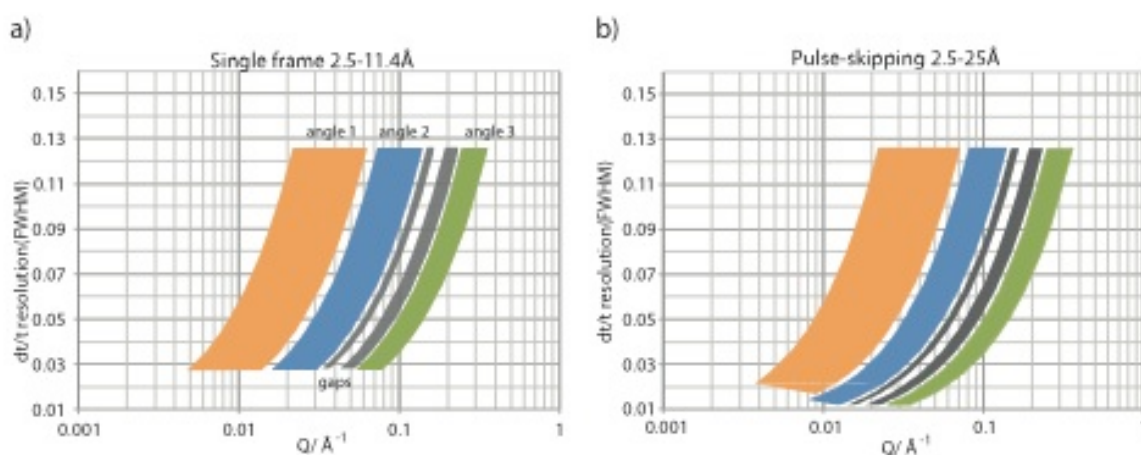 a)
Single frame 2.5-11.4Å
dt/t resolution/(FWHM)
0.15
0.13
0.11
0.09
0.07
0.05
0.03
0.01
angle 1
angle 2
angle 3
gaps
0.001
0.01
0.1
1
Q/ Å⁻¹
b)
Pulse-skipping 2.5-25Å
dt/t resolution/(FWHM)
0.15
0.13
0.11
0.09
0.07
0.05
0.03
0.01
0.001
0.01
0.1
1
Q/ Å⁻¹